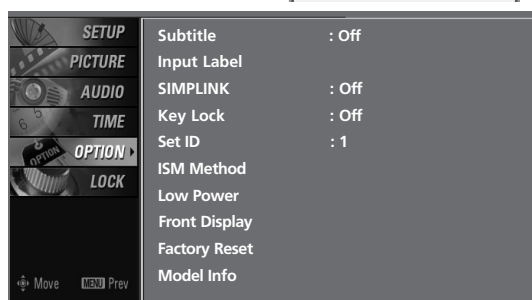 SETUP
PICTURE
AUDIO
TIME
OPTION
LOCK
Move MENU Prev
Subtitle : Off
Input Label
SIMPLINK : Off
Key Lock : Off
Set ID : 1
ISM Method
Low Power
Front Display
Factory Reset
Model Info